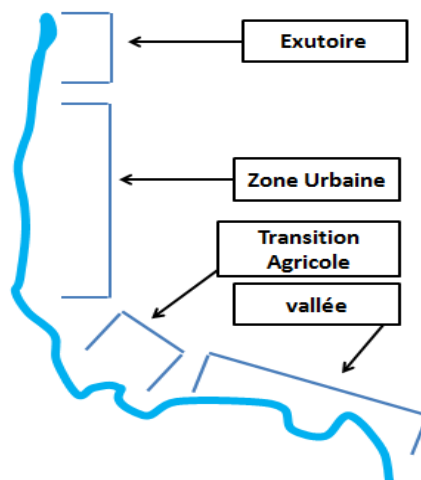 Exutoire
Zone Urbaine
Transition
Agricole
vallée